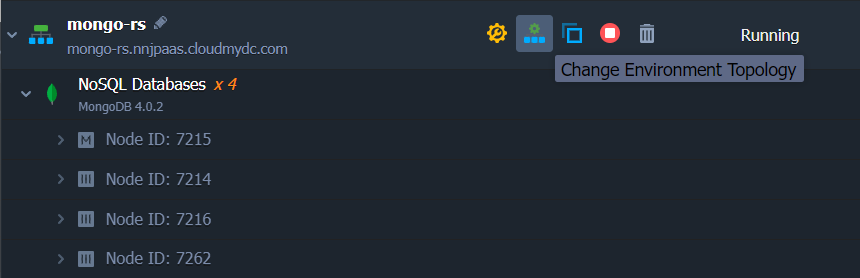 mongo-rs
mongo-rs.nnjpaas.cloudmydc.com
Running
Change Environment Topology
NoSQL Databases x 4
MongoDB 4.0.2
M Node ID: 7215
Node ID: 7214
Node ID: 7216
Node ID: 7262